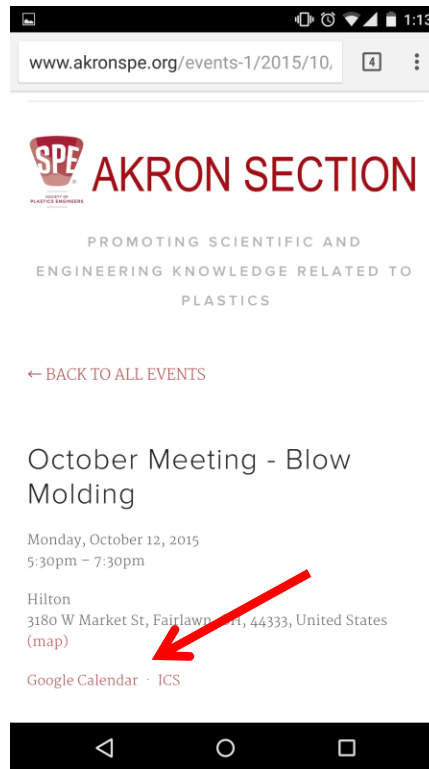 1:13
www.akronspe.org/events-1/2015/10,
4
SPE
SOCIETY OF
PLASTICS ENGINEERS
AKRON SECTION
PROMOTING SCIENTIFIC AND
ENGINEERING KNOWLEDGE RELATED TO
PLASTICS
← BACK TO ALL EVENTS
October Meeting - Blow
Molding
Monday, October 12, 2015
5:30pm – 7:30pm
Hilton
3180 W Market St, Fairlawn, OH, 44333, United States
(map)
Google Calendar · ICS